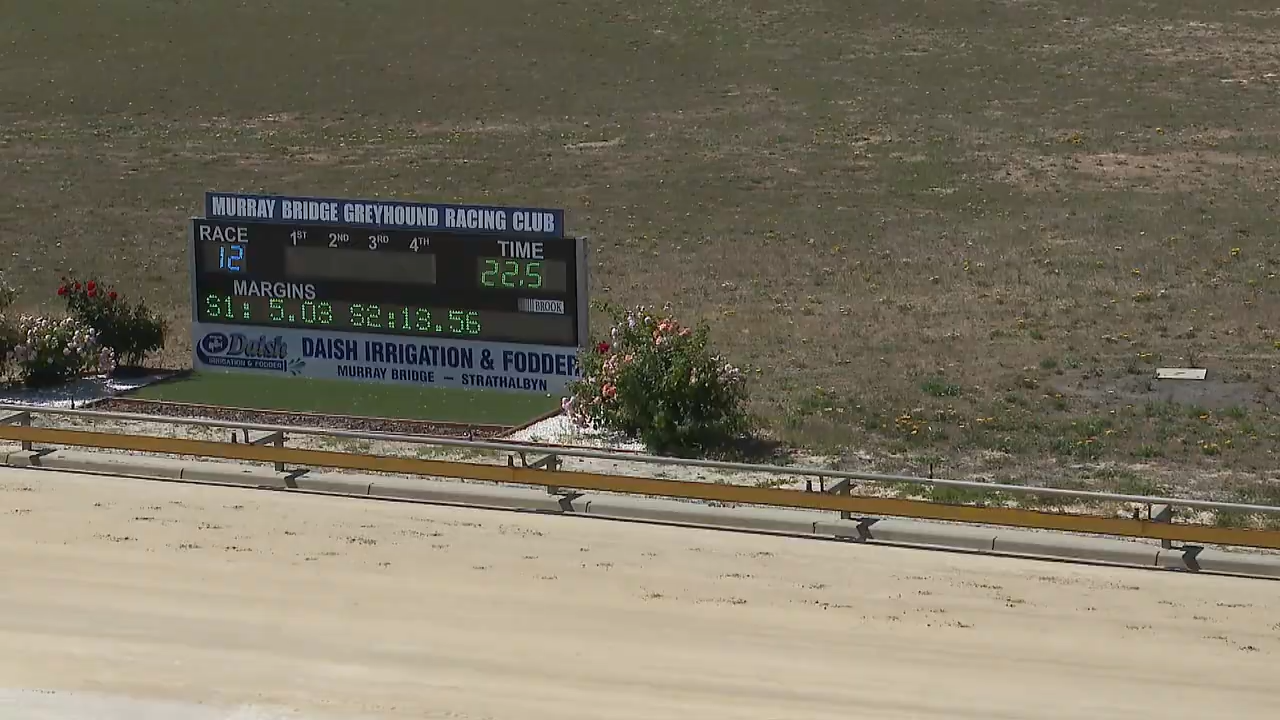 MURRAY BRIDGE GREYHOUND RACING CLUB
RACE 1ST 2ND 3RD 4TH TIME
12 22.5
MARGINS BROOK
S1: 5.03 S2:13.56
Daish DAISH IRRIGATION & FODDER
IRRIGATION & FODDER MURRAY BRIDGE — STRATHALBYN